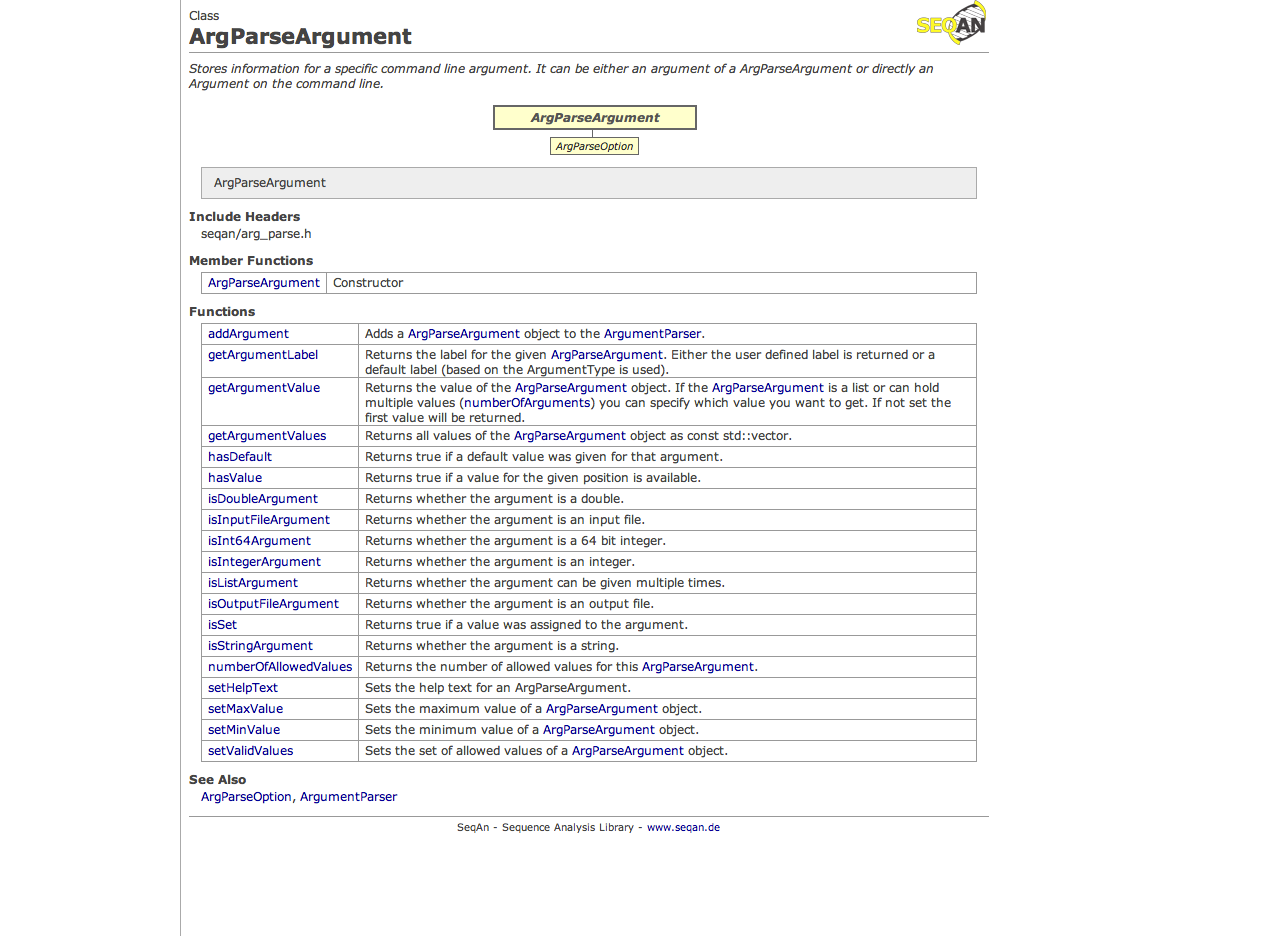 Class
SEQAN
ArgParseArgument
Stores information for a specific command line argument. It can be either an argument of a ArgParseArgument or directly an
Argument on the command line.
ArgParseArgument
ArgParseOption
ArgParseArgument
Include Headers
seqan/arg_parse.h
Member Functions
ArgParseArgument Constructor
Functions
addArgument Adds a ArgParseArgument object to the ArgumentParser.
getArgumentLabel Returns the label for the given ArgParseArgument. Either the user defined label is returned or a
default label (based on the ArgumentType is used).
getArgumentValue Returns the value of the ArgParseArgument object. If the ArgParseArgument is a list or can hold
multiple values (numberOfArguments) you can specify which value you want to get. If not set the
first value will be returned.
getArgumentValues Returns all values of the ArgParseArgument object as const std::vector.
hasDefault Returns true if a default value was given for that argument.
hasValue Returns true if a value for the given position is available.
isDoubleArgument Returns whether the argument is a double.
isInputFileArgument Returns whether the argument is an input file.
isInt64Argument Returns whether the argument is a 64 bit integer.
isIntegerArgument Returns whether the argument is an integer.
isListArgument Returns whether the argument can be given multiple times.
isOutputFileArgument Returns whether the argument is an output file.
isSet Returns true if a value was assigned to the argument.
isStringArgument Returns whether the argument is a string.
numberOfAllowedValues Returns the number of allowed values for this ArgParseArgument.
setHelpText Sets the help text for an ArgParseArgument.
setMaxValue Sets the maximum value of a ArgParseArgument object.
setMinValue Sets the minimum value of a ArgParseArgument object.
setValidValues Sets the set of allowed values of a ArgParseArgument object.
See Also
ArgParseOption, ArgumentParser
SeqAn - Sequence Analysis Library - www.seqan.de